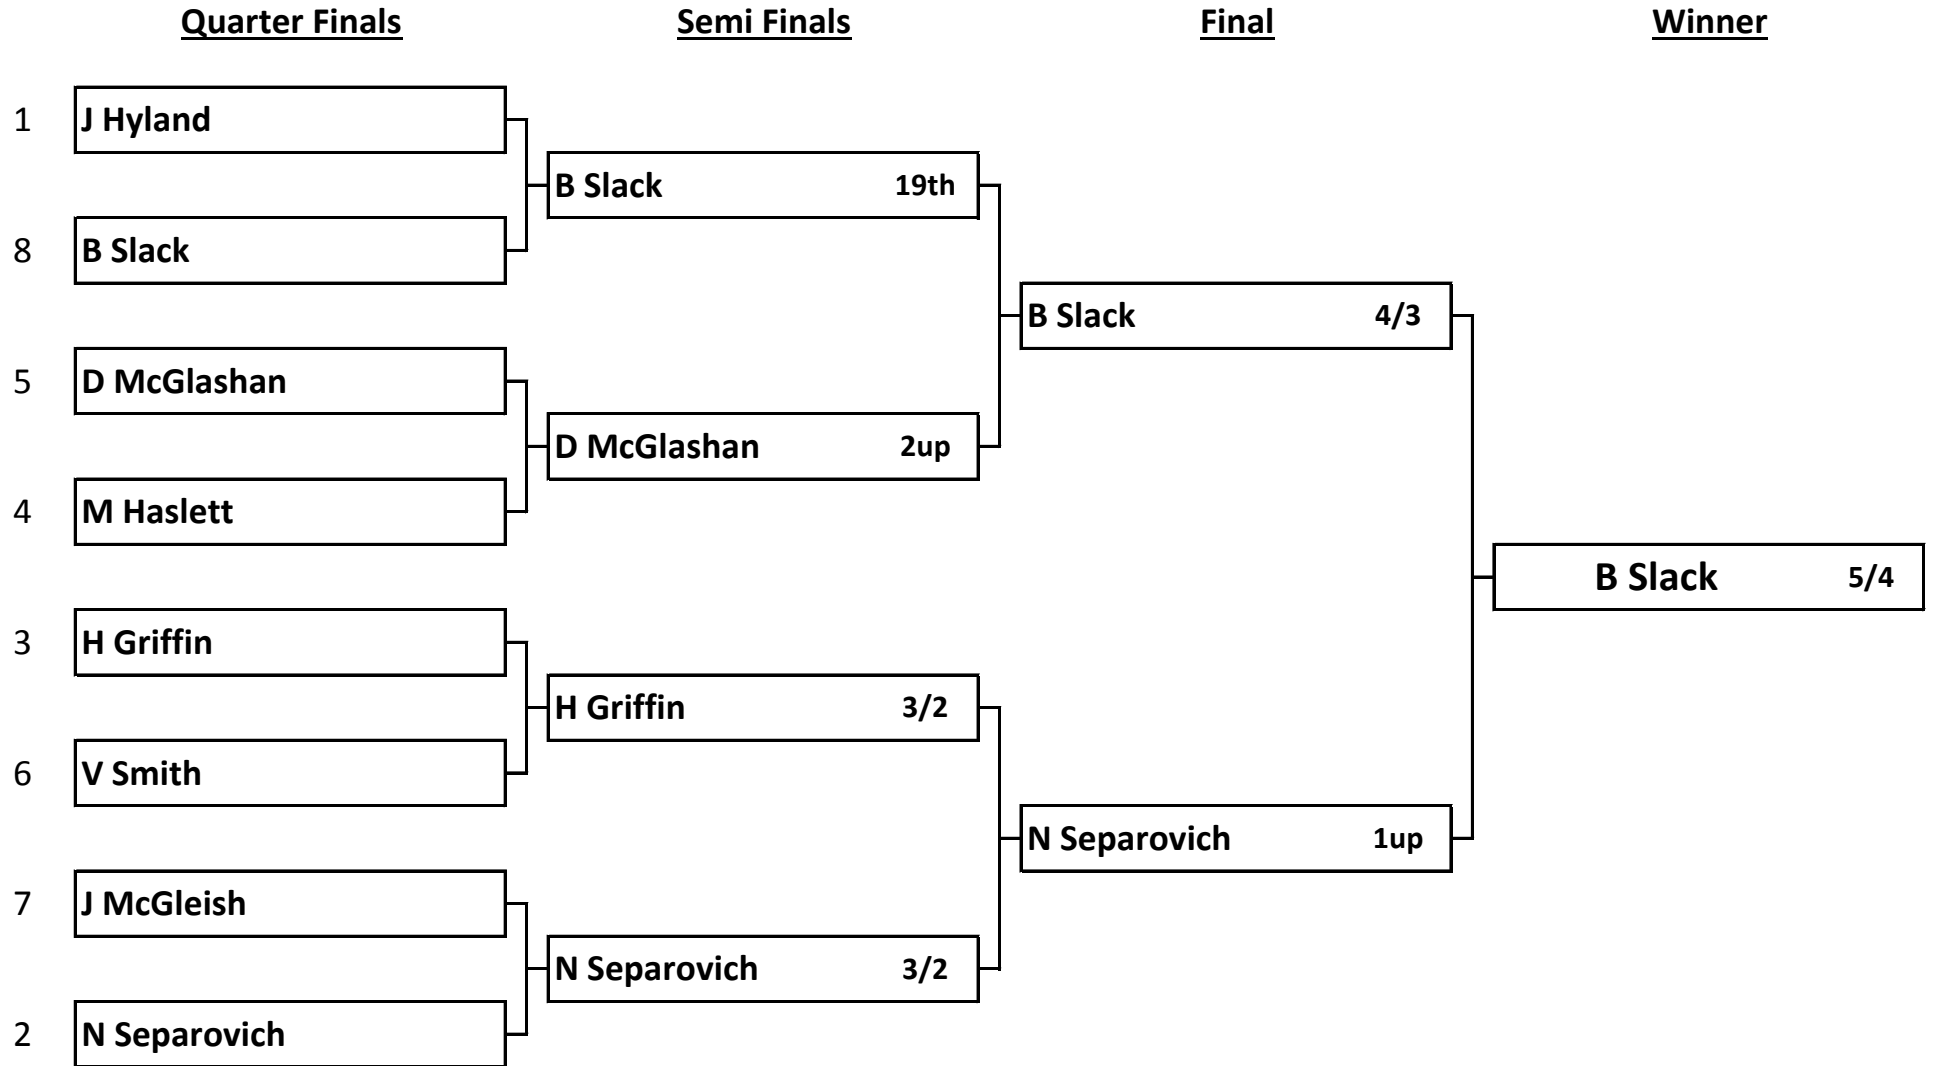 Quarter Finals Semi Finals Final Winner
1 J Hyland
B Slack 19th
8 B Slack
B Slack 4/3
5 D McGlashan
D McGlashan 2up
4 M Haslett
B Slack 5/4
3 H Griffin
H Griffin 3/2
6 V Smith
N Separovich 1up
7 J McGleish
N Separovich 3/2
2 N Separovich